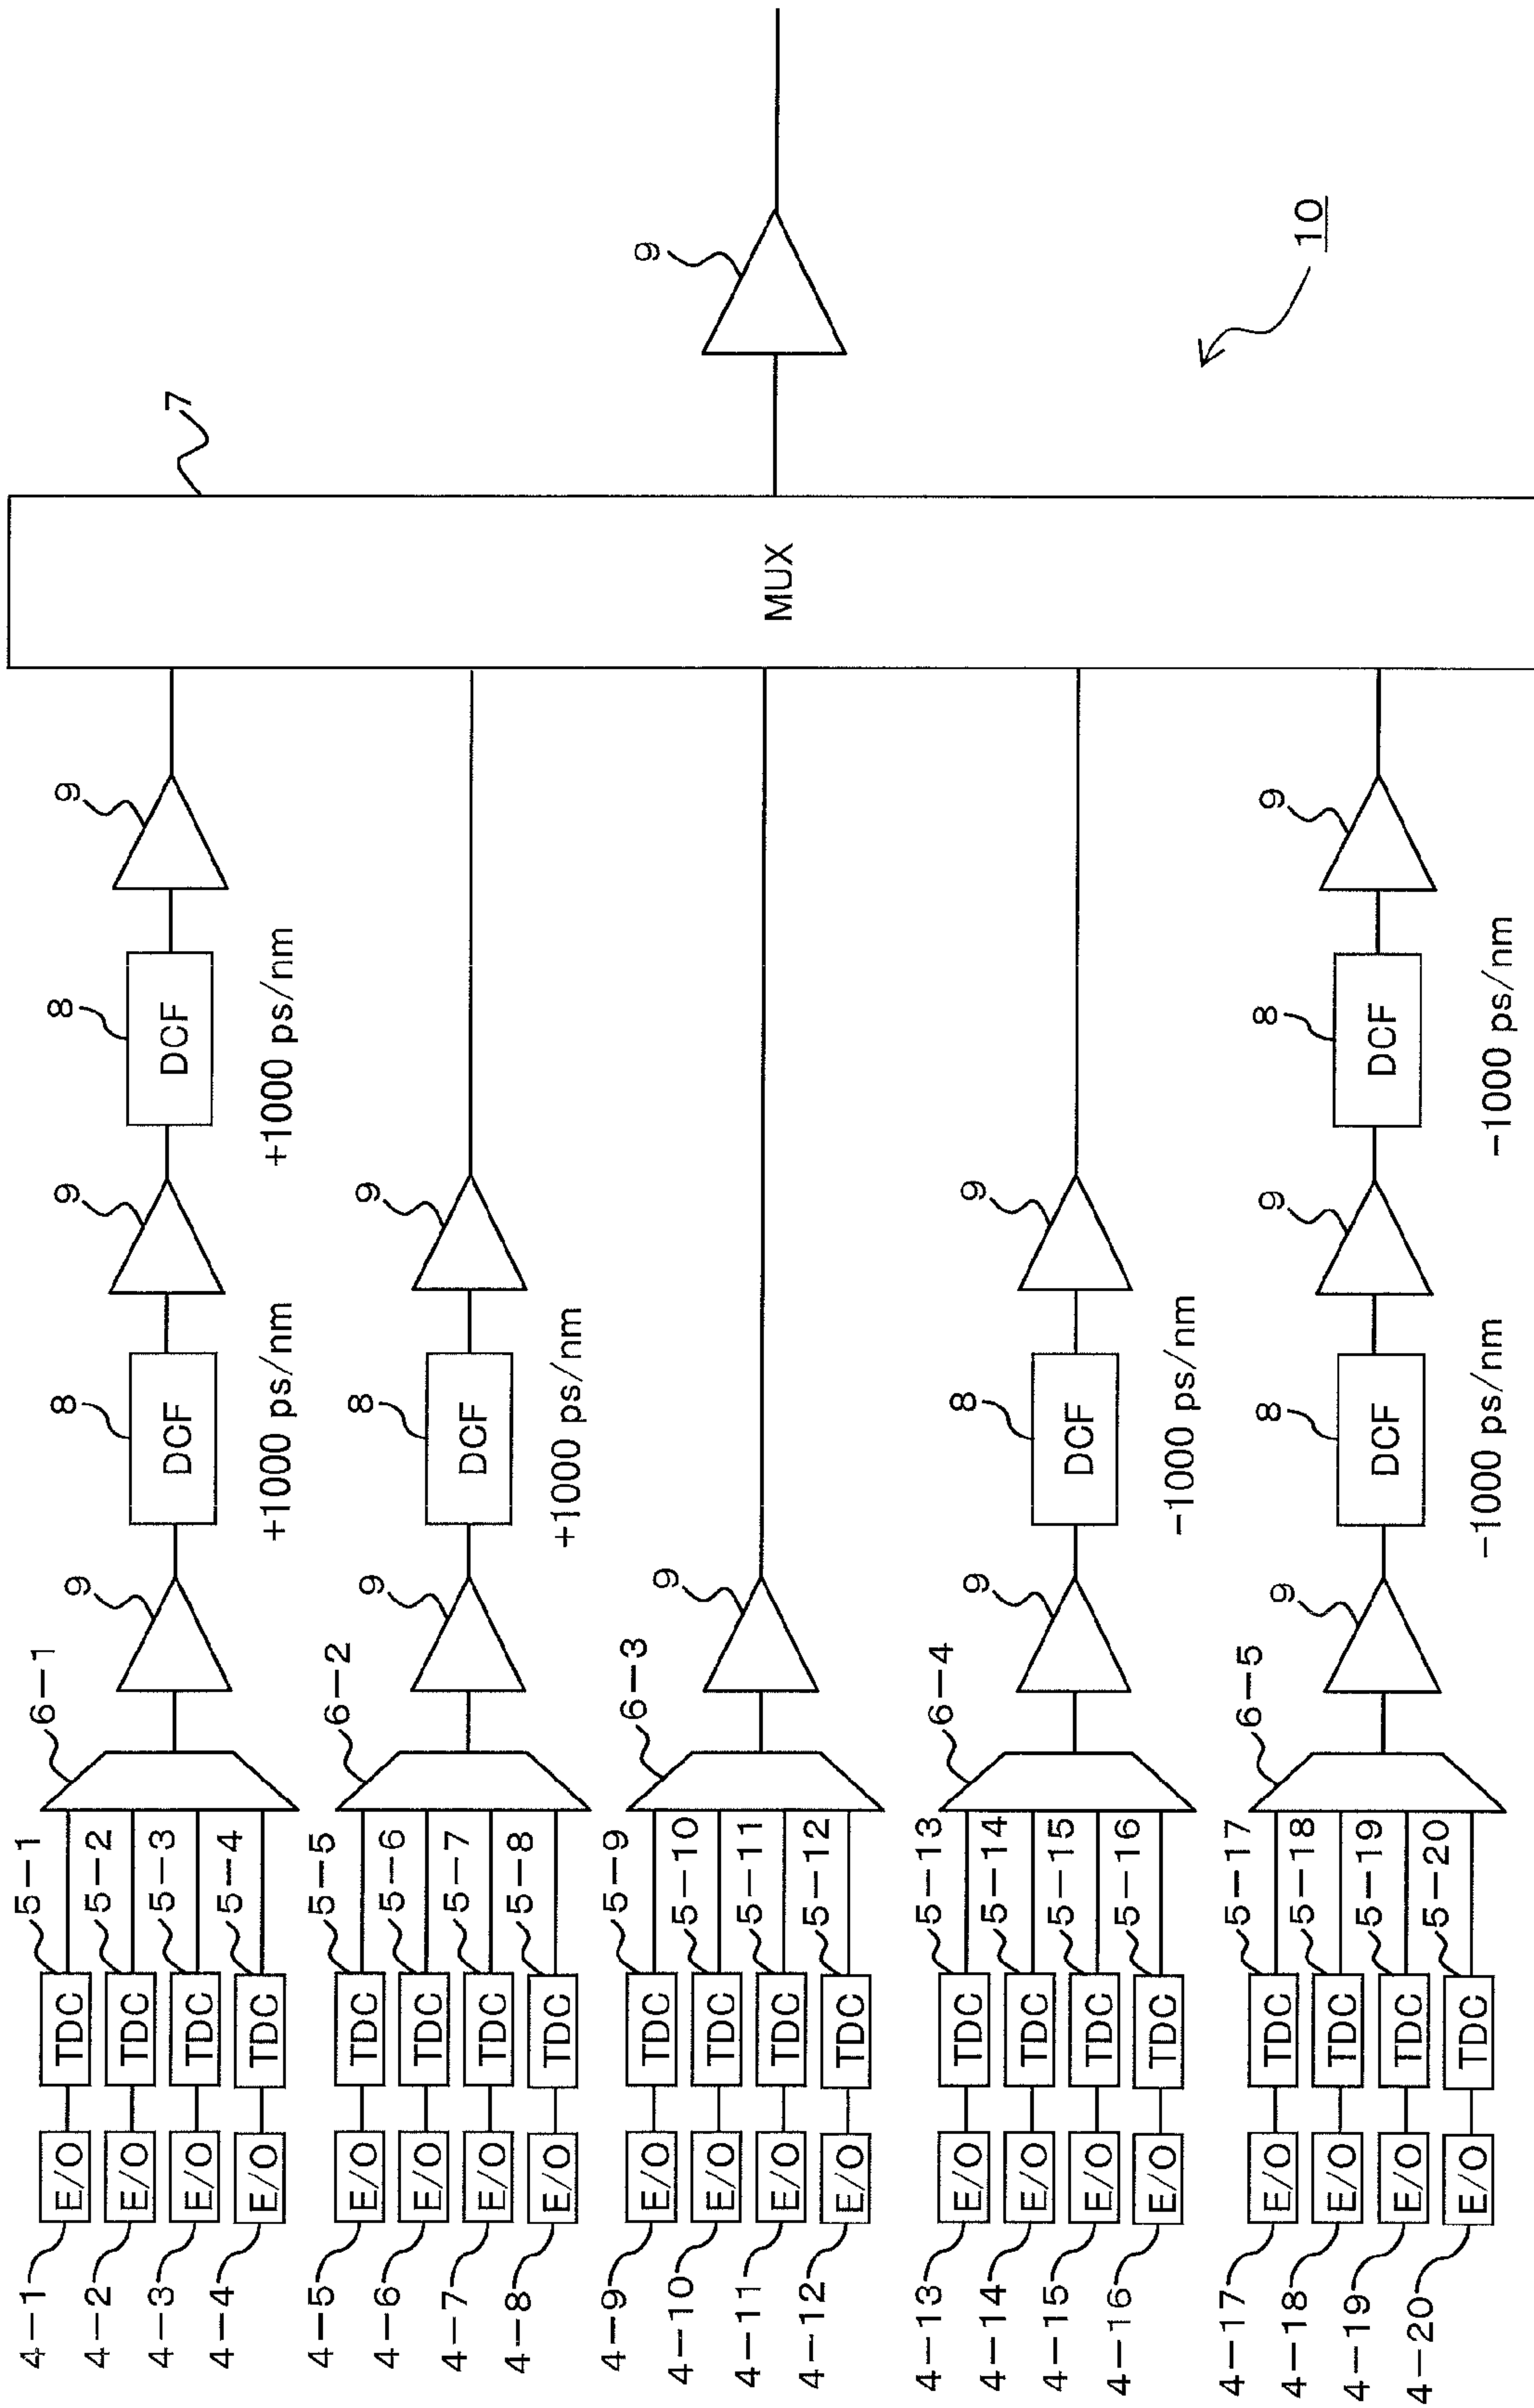 4-1 E/O TDC 5-1
4-2 E/O TDC 5-2
4-3 E/O TDC 5-3
4-4 E/O TDC 5-4
6-1
9
8
DCF
+1000 ps/nm
9
8
DCF
+1000 ps/nm
9
4-5 E/O TDC 5-5
4-6 E/O TDC 5-6
4-7 E/O TDC 5-7
4-8 E/O TDC 5-8
6-2
9
8
DCF
+1000 ps/nm
9
4-9 E/O TDC 5-9
4-10 E/O TDC 5-10
4-11 E/O TDC 5-11
4-12 E/O TDC 5-12
6-3
9
4-13 E/O TDC 5-13
4-14 E/O TDC 5-14
4-15 E/O TDC 5-15
4-16 E/O TDC 5-16
6-4
9
8
DCF
-1000 ps/nm
9
4-17 E/O TDC 5-17
4-18 E/O TDC 5-18
4-19 E/O TDC 5-19
4-20 E/O TDC 5-20
6-5
9
8
DCF
-1000 ps/nm
9
8
DCF
-1000 ps/nm
9
7
MUX
9
10